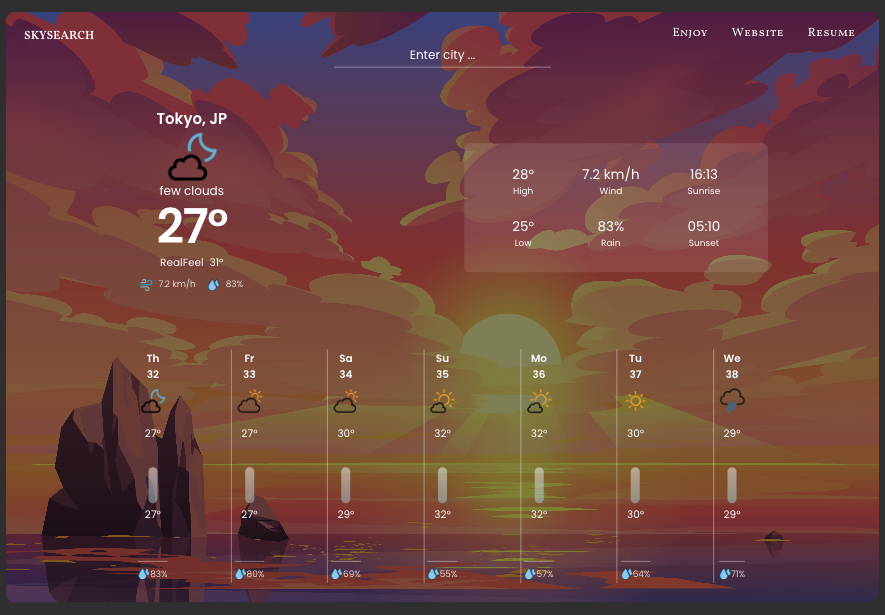 SKYSEARCH
Enjoy Website Resume
Enter city ...
Tokyo, JP
few clouds
27°
RealFeel 31°
7.2 km/h 83%
28° 7.2 km/h 16:13
High Wind Sunrise
25° 83% 05:10
Low Rain Sunset
Th Fr Sa Su Mo Tu We
32 33 34 35 36 37 38
27° 27° 30° 32° 32° 30° 29°
27° 27° 29° 32° 32° 30° 29°
83% 80% 69% 55% 57% 64% 71%